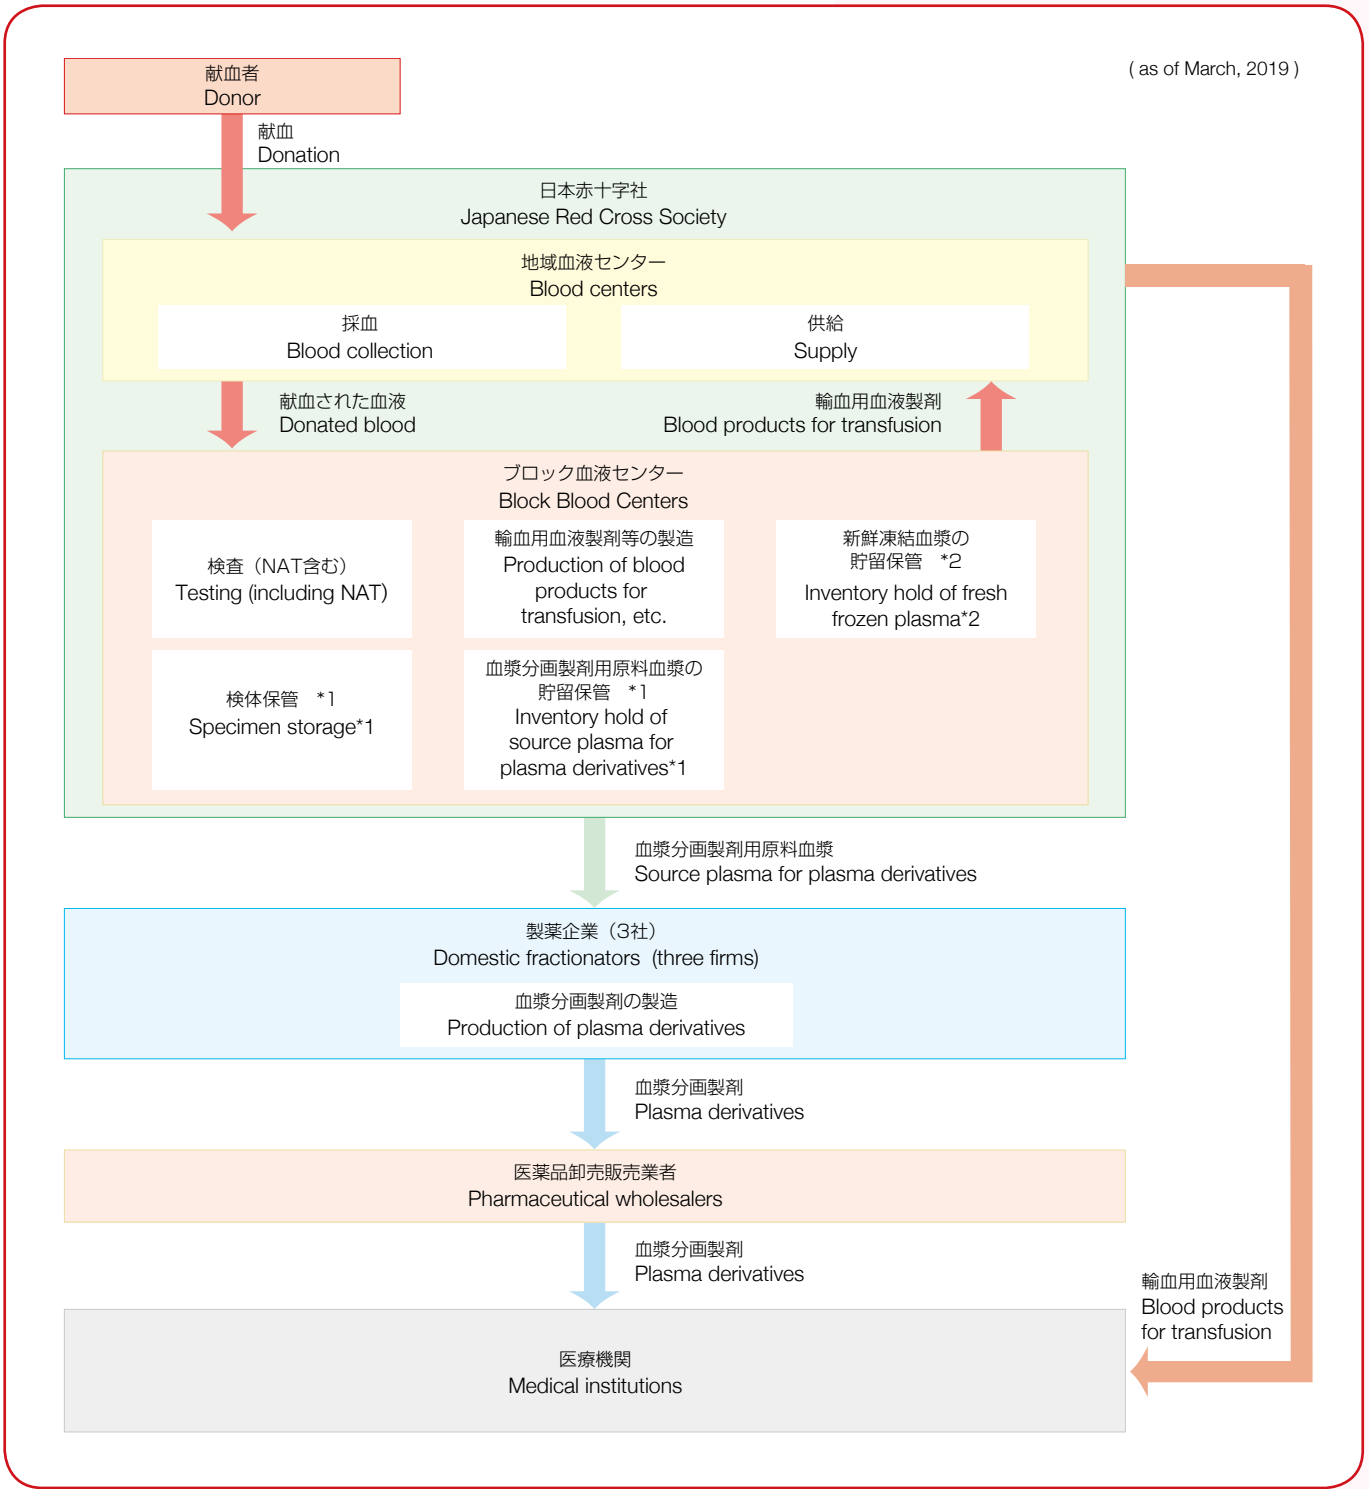 ( as of March, 2019 )
献血者
Donor
献血
Donation
日本赤十字社
Japanese Red Cross Society
地域血液センター
Blood centers
採血
Blood collection
供給
Supply
献血された血液
Donated blood
輸血用血液製剤
Blood products for transfusion
ブロック血液センター
Block Blood Centers
検査（NAT含む）
Testing (including NAT)
輸血用血液製剤等の製造
Production of blood
products for
transfusion, etc.
新鮮凍結血漿の
貯留保管　*2
Inventory hold of fresh
frozen plasma*2
検体保管　*1
Specimen storage*1
血漿分画製剤用原料血漿の
貯留保管　*1
Inventory hold of
source plasma for
plasma derivatives*1
血漿分画製剤用原料血漿
Source plasma for plasma derivatives
製薬企業（3社）
Domestic fractionators (three firms)
血漿分画製剤の製造
Production of plasma derivatives
血漿分画製剤
Plasma derivatives
医薬品卸売販売業者
Pharmaceutical wholesalers
血漿分画製剤
Plasma derivatives
輸血用血液製剤
Blood products
for transfusion
医療機関
Medical institutions